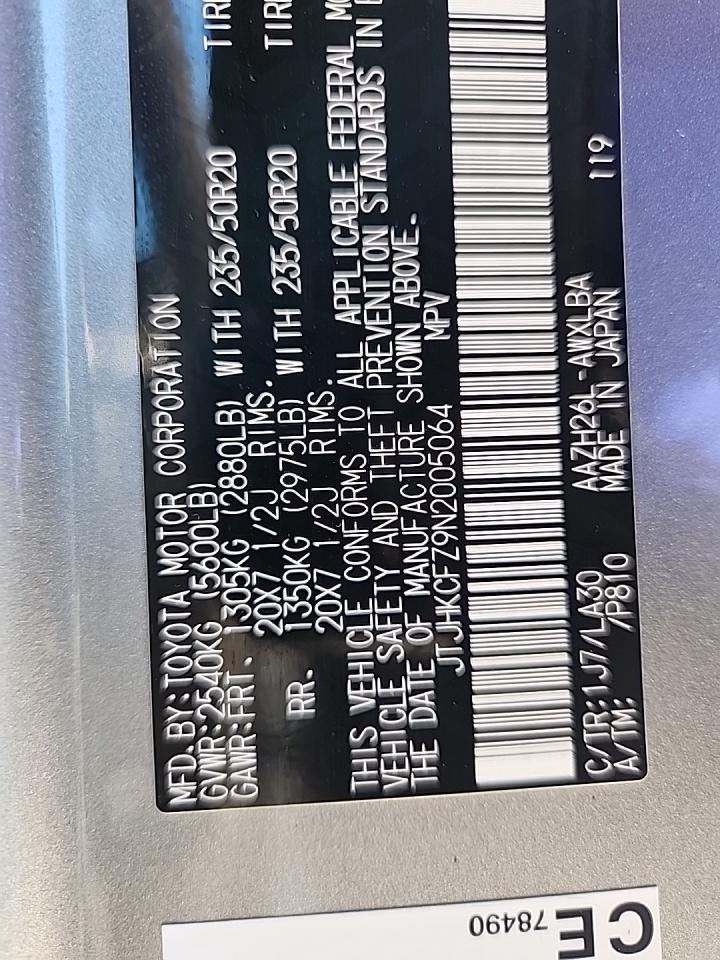 MFD.BY:TOYOTA MOTOR CORPORATION
GVWR:2540KG (5600LB)
GAWR:FRT. 1305KG (2880LB) WITH 235/50R20 TIRE
20X7 1/2J RIMS.
RR. 1350KG (2975LB) WITH 235/50R20 TIRE
20X7 1/2J RIMS.
THIS VEHICLE CONFORMS TO ALL APPLICABLE FEDERAL MO
VEHICLE SAFETY AND THEFT PREVENTION STANDARDS IN E
THE DATE OF MANUFACTURE SHOWN ABOVE.
JTJHKCFZ9N2005064 MPV
C/TR:1J7/LA30 AAZH26L-AWXLBA 119
A/TM: /P810 MADE IN JAPAN
CE
78490